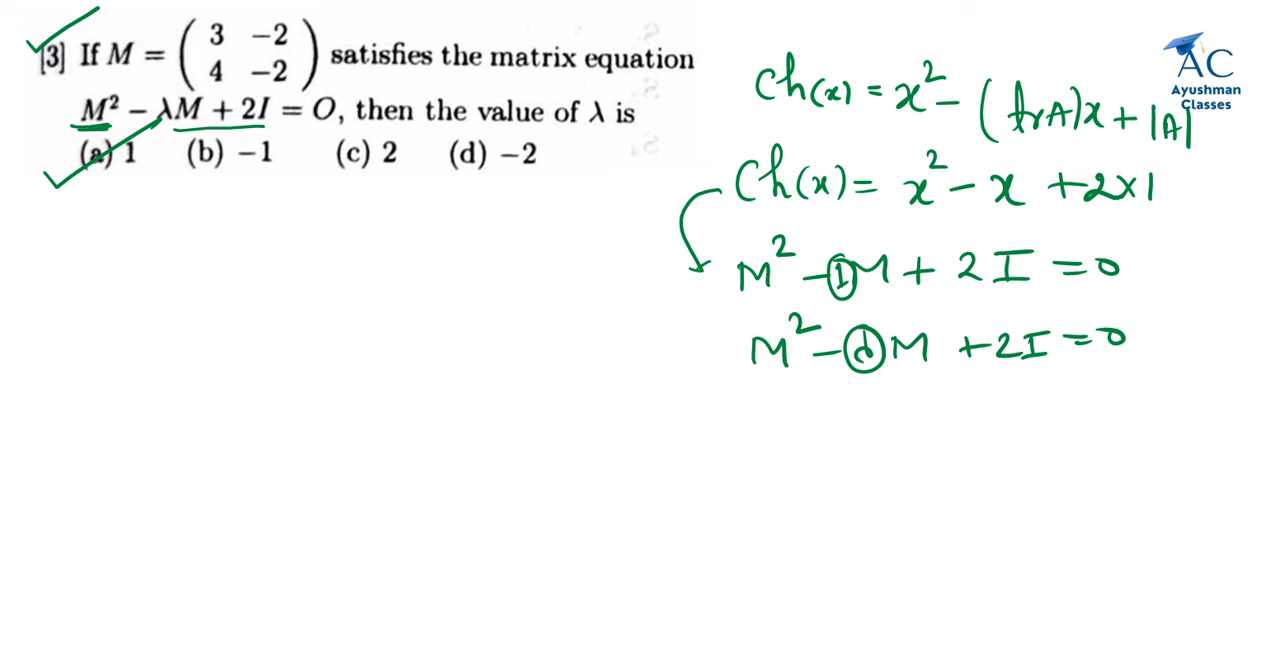 [3] If M = ( 3 −2 ; 4 −2 ) satisfies the matrix equation
M² − λM + 2I = O, then the value of λ is
(a) 1 (b) −1 (c) 2 (d) −2
Ch(x) = x² − (trA)x + |A|
Ch(x) = x² − x + 2×1
M² − 1M + 2I = 0
M² − λM + 2I = 0
AC
Ayushman
Classes